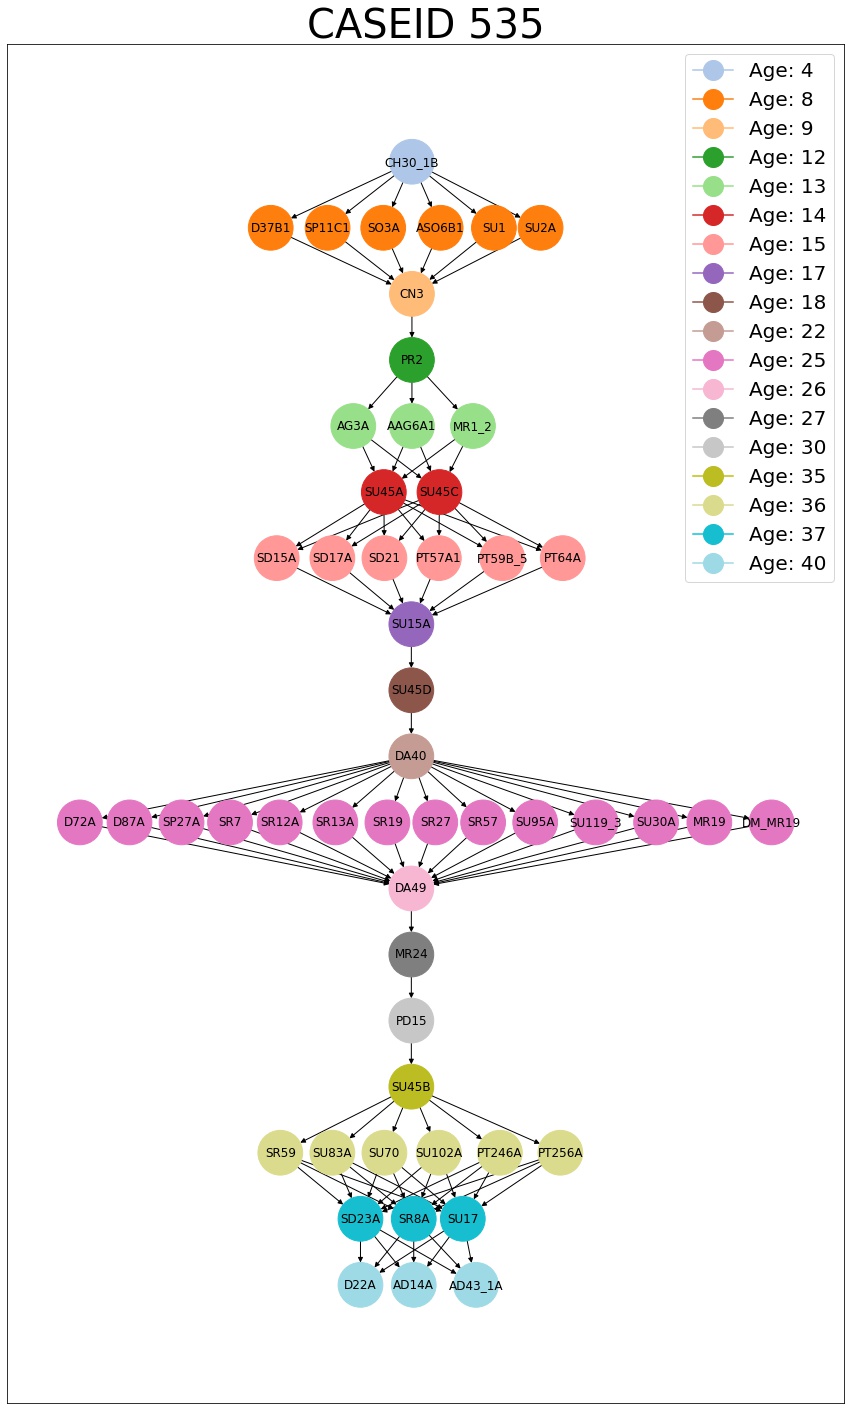 CASEID 535
Age: 4
Age: 8
Age: 9
Age: 12
Age: 13
Age: 14
Age: 15
Age: 17
Age: 18
Age: 22
Age: 25
Age: 26
Age: 27
Age: 30
Age: 35
Age: 36
Age: 37
Age: 40
CH30_1B
D37B1 SP11C1 SO3A ASO6B1 SU1 SU2A
CN3
PR2
AG3A AAG6A1 MR1_2
SU45A SU45C
SD15A SD17A SD21 PT57A1 PT59B_5 PT64A
SU15A
SU45D
DA40
D72A D87A SP27A SR7 SR12A SR13A SR19 SR27 SR57 SU95A SU119_3 SU30A MR19 DM_MR19
DA49
MR24
PD15
SU45B
SR59 SU83A SU70 SU102A PT246A PT256A
SD23A SR8A SU17
D22A AD14A AD43_1A